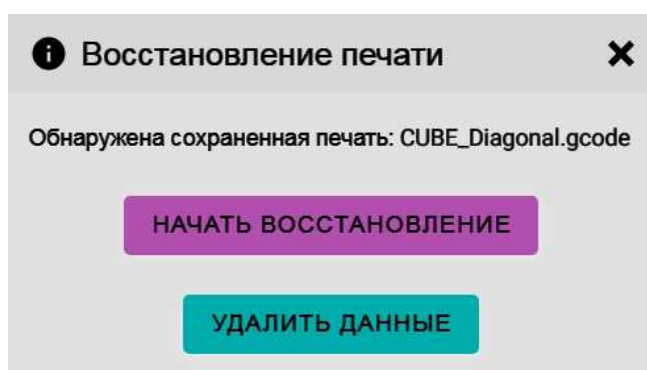 Восстановление печати
Обнаружена сохраненная печать: CUBE_Diagonal.gcode
НАЧАТЬ ВОССТАНОВЛЕНИЕ
УДАЛИТЬ ДАННЫЕ